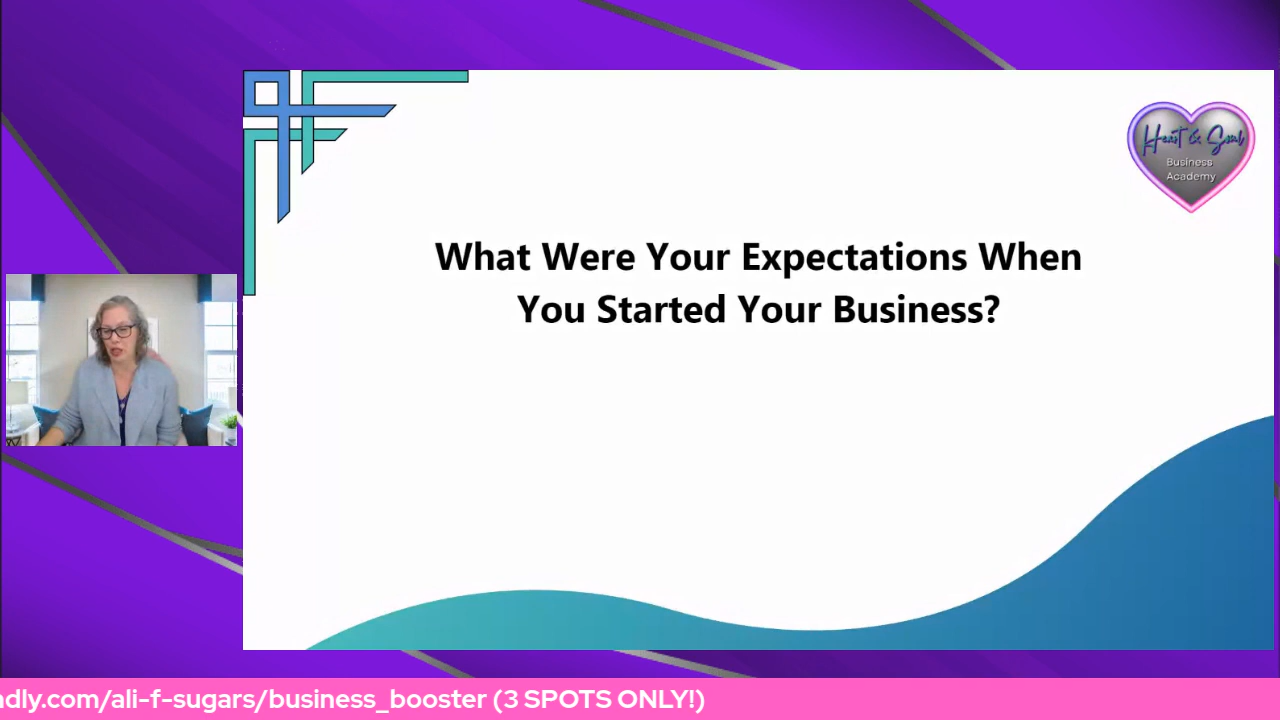 Heart & Soul
Business
Academy
What Were Your Expectations When
You Started Your Business?
dly.com/ali-f-sugars/business_booster (3 SPOTS ONLY!)